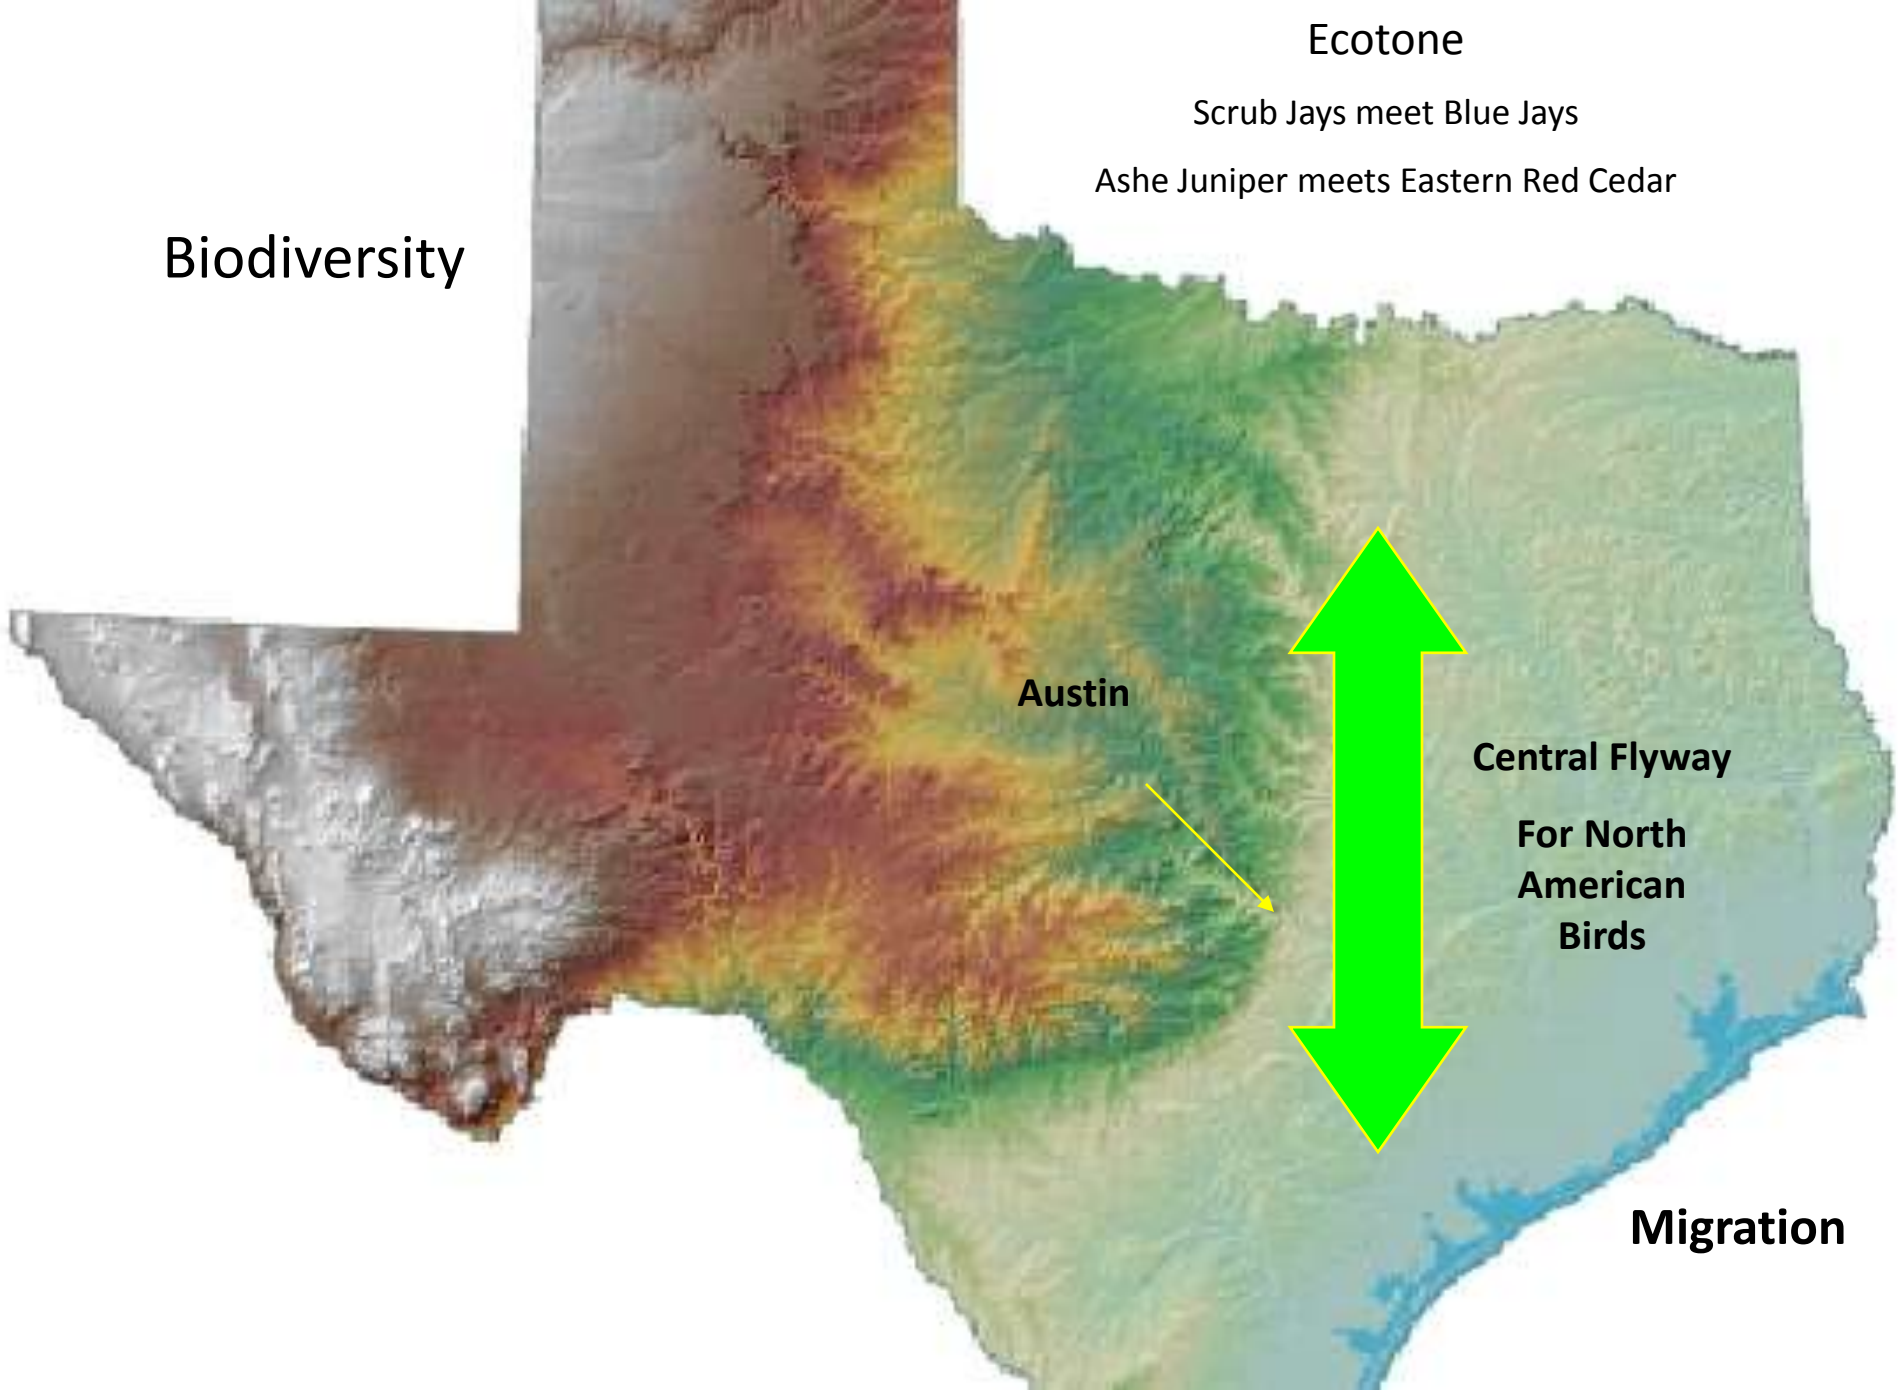 Ecotone
Scrub Jays meet Blue Jays
Ashe Juniper meets Eastern Red Cedar
Biodiversity
Austin
Central Flyway
For North
American
Birds
Migration